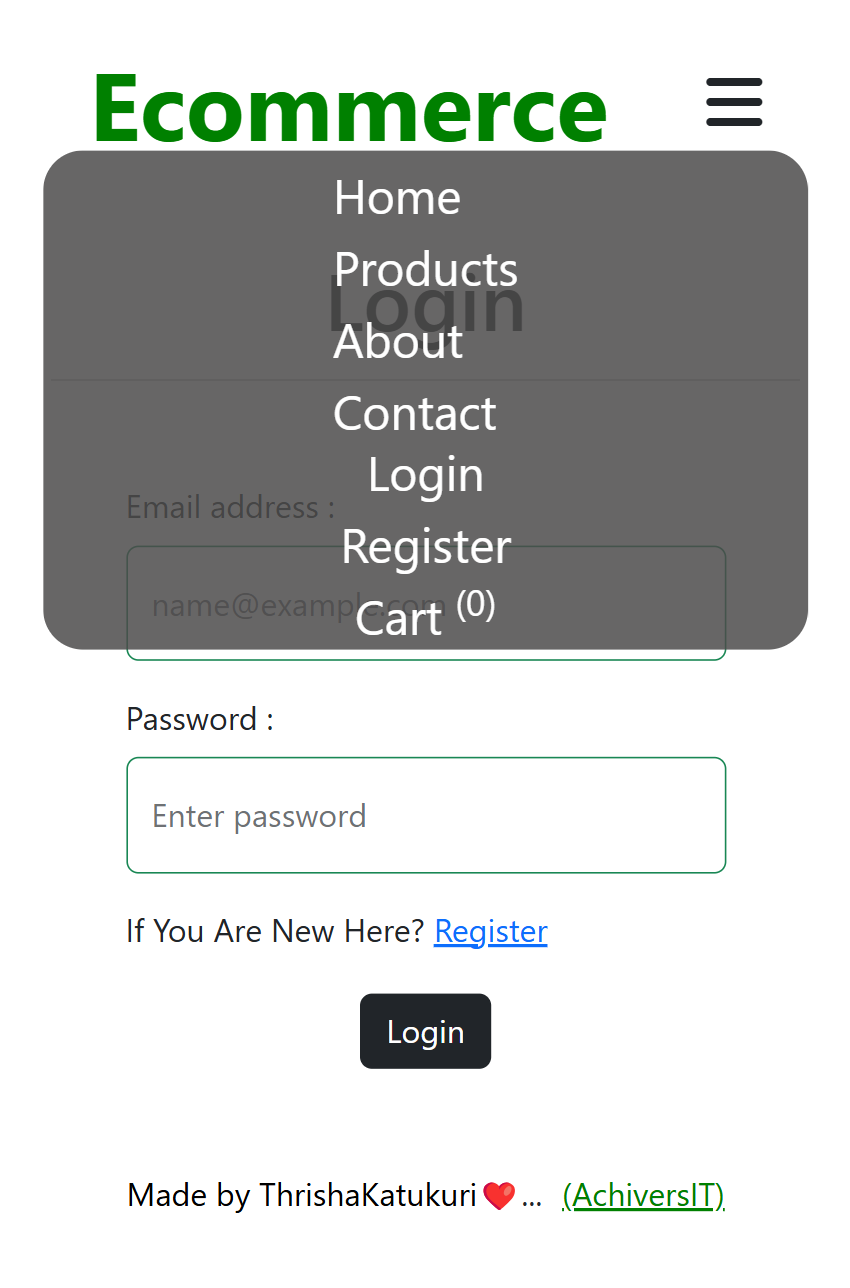 Ecommerce
Home
Products
Login
About
Contact
Login
Email address :
Register
name@example.com
Cart (0)
Password :
Enter password
If You Are New Here? Register
Login
Made by ThrishaKatukuri❤️... (AchiversIT)